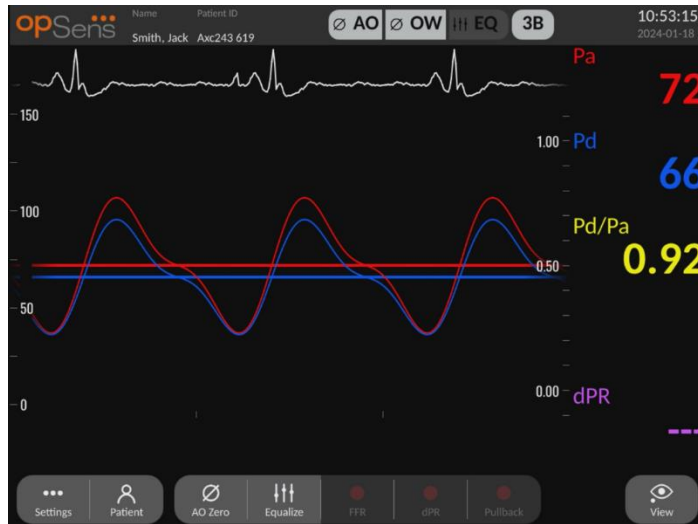 opSens
Name Patient ID
Smith, Jack Axc243 619
Ø AO Ø OW EQ 3B
10:53:15
2024-01-18
Pa
72
150
1.00
Pd
66
100
Pd/Pa
0.92
0.50
50
0.00
dPR
0
---
Settings Patient AO Zero Equalize FFR dPR Pullback View